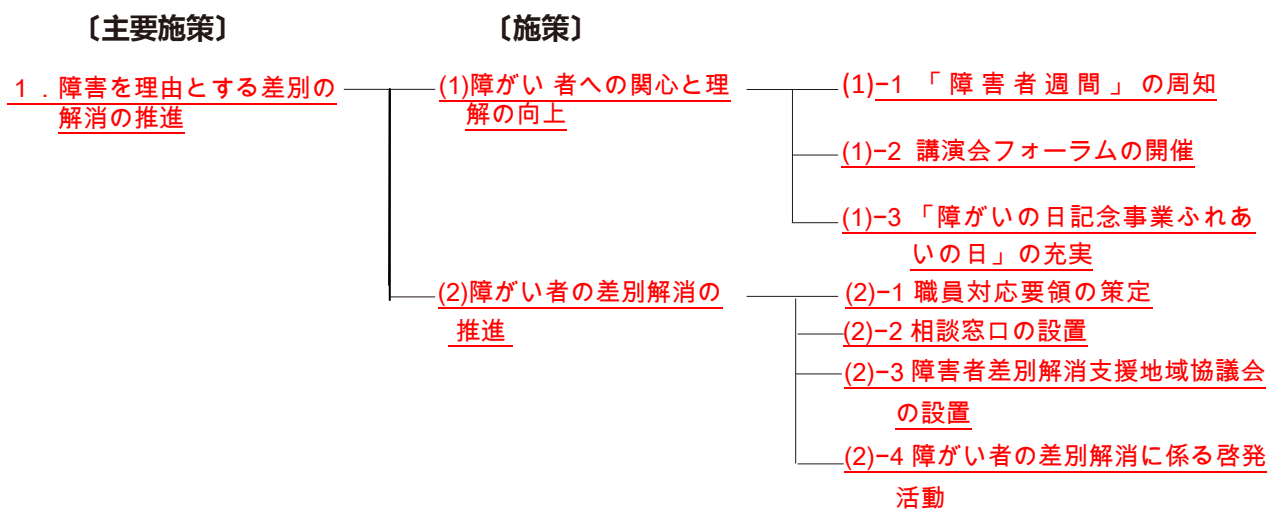 〔主要施策〕
〔施策〕
1．障害を理由とする差別の
解消の推進
(1)障がい 者への関心と理
解の向上
(1)−1 「 障 害 者 週 間 」 の周知
(1)−2 講演会フォーラムの開催
(1)−3 「障がいの日記念事業ふれあ
いの日」の充実
(2)障がい者の差別解消の
推進
(2)−1 職員対応要領の策定
(2)−2 相談窓口の設置
(2)−3 障害者差別解消支援地域協議会
の設置
(2)−4 障がい者の差別解消に係る啓発
活動